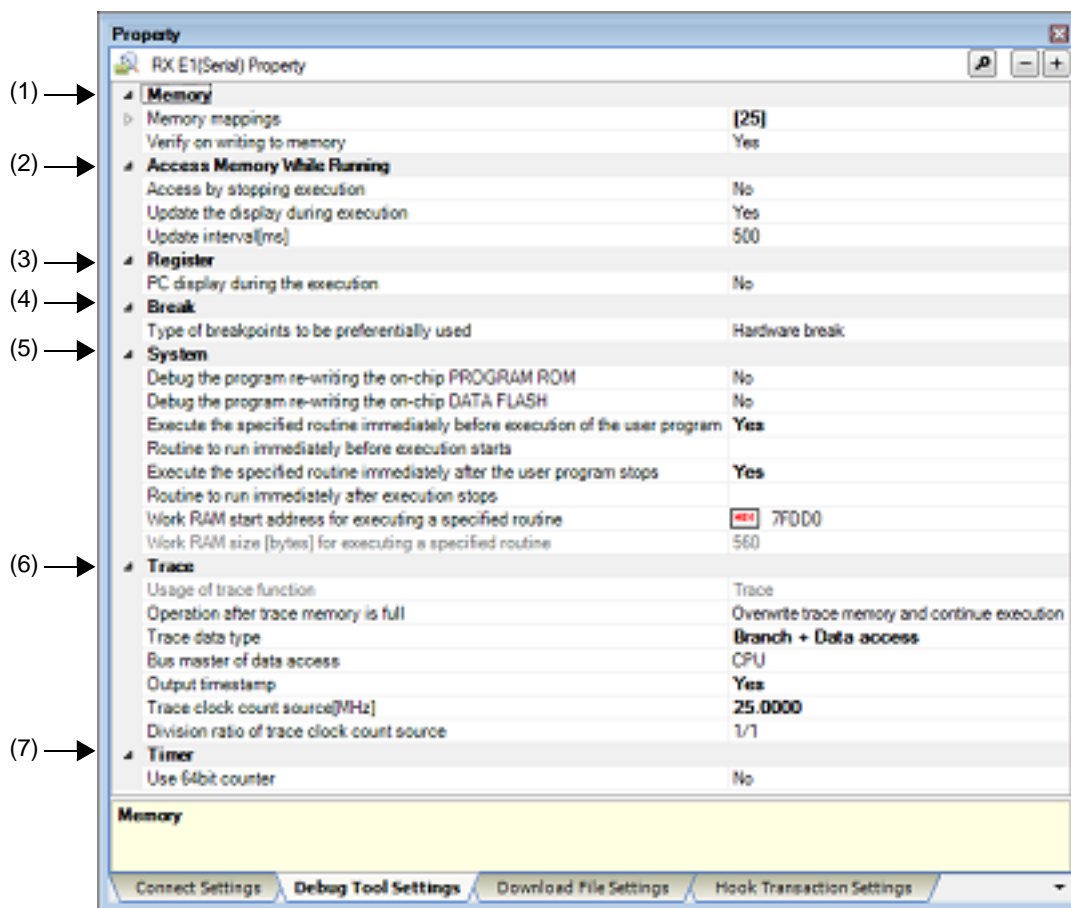 Property
RX E1(Serial) Property
(1) Memory
Memory mappings [25]
Verify on writing to memory Yes
(2) Access Memory While Running
Access by stopping execution No
Update the display during execution Yes
Update interval[ms] 500
(3) Register
PC display during the execution No
(4) Break
Type of breakpoints to be preferentially used Hardware break
(5) System
Debug the program re-writing the on-chip PROGRAM ROM No
Debug the program re-writing the on-chip DATA FLASH No
Execute the specified routine immediately before execution of the user program Yes
Routine to run immediately before execution starts
Execute the specified routine immediately after the user program stops Yes
Routine to run immediately after execution stops
Work RAM start address for executing a specified routine HEX 7FDD0
Work RAM size [bytes] for executing a specified routine 560
(6) Trace
Usage of trace function Trace
Operation after trace memory is full Overwrite trace memory and continue execution
Trace data type Branch + Data access
Bus master of data access CPU
Output timestamp Yes
Trace clock count source[MHz] 25.0000
Division ratio of trace clock count source 1/1
(7) Timer
Use 64bit counter No
Memory
Connect Settings Debug Tool Settings Download File Settings Hook Transaction Settings